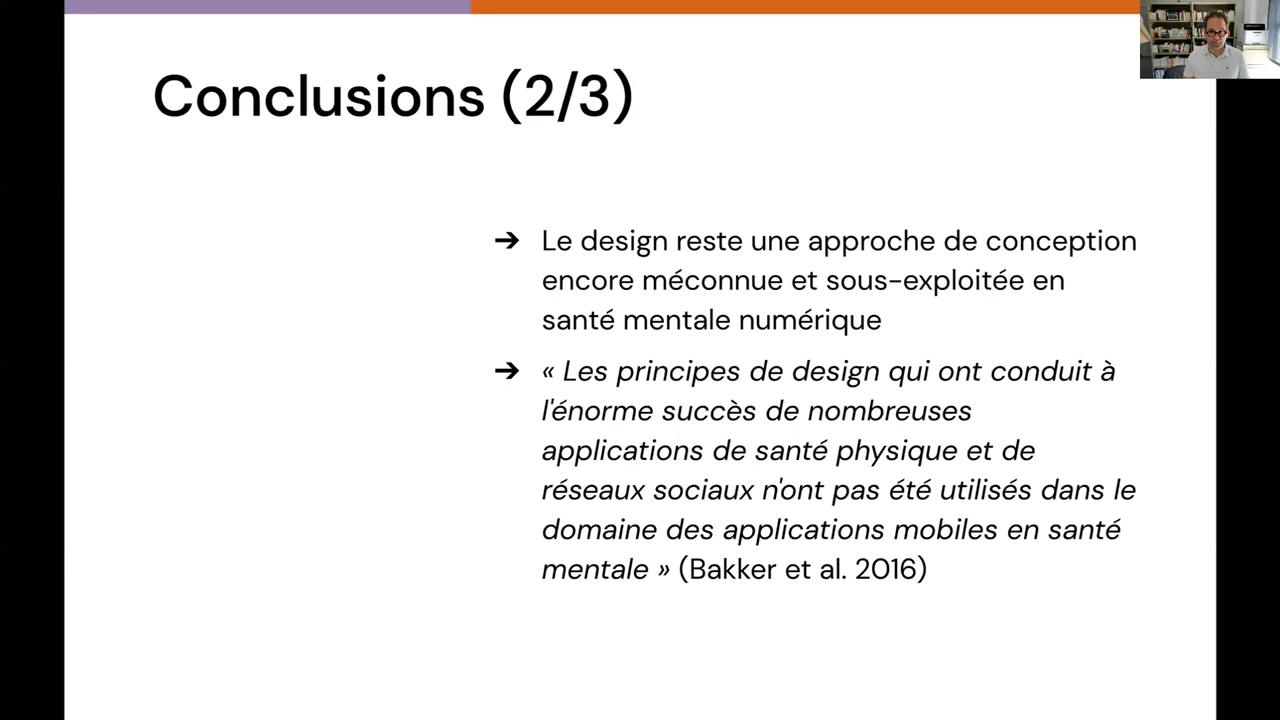 Conclusions (2/3)
➔ Le design reste une approche de conception
encore méconnue et sous-exploitée en
santé mentale numérique
➔ « Les principes de design qui ont conduit à
l'énorme succès de nombreuses
applications de santé physique et de
réseaux sociaux n'ont pas été utilisés dans le
domaine des applications mobiles en santé
mentale » (Bakker et al. 2016)